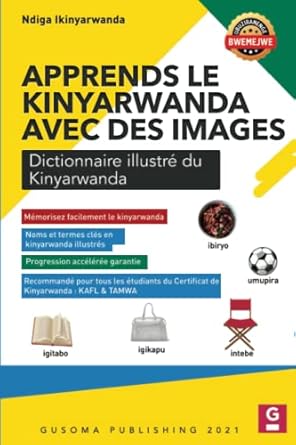 Ndiga Ikinyarwanda
UBUZIRANENGE
BWEMEJWE
APPRENDS LE
KINYARWANDA
AVEC DES IMAGES
Dictionnaire illustré du
Kinyarwanda
Mémorisez facilement le kinyarwanda
Noms et termes clés en
kinyarwanda illustrés
Progression accélérée garantie
Recommandé pour tous les étudiants du Certificat de
Kinyarwanda : KAFL & TAMWA
ibiryo
umupira
igitabo
igikapu
intebe
G
GUSOMA PUBLISHING 2021